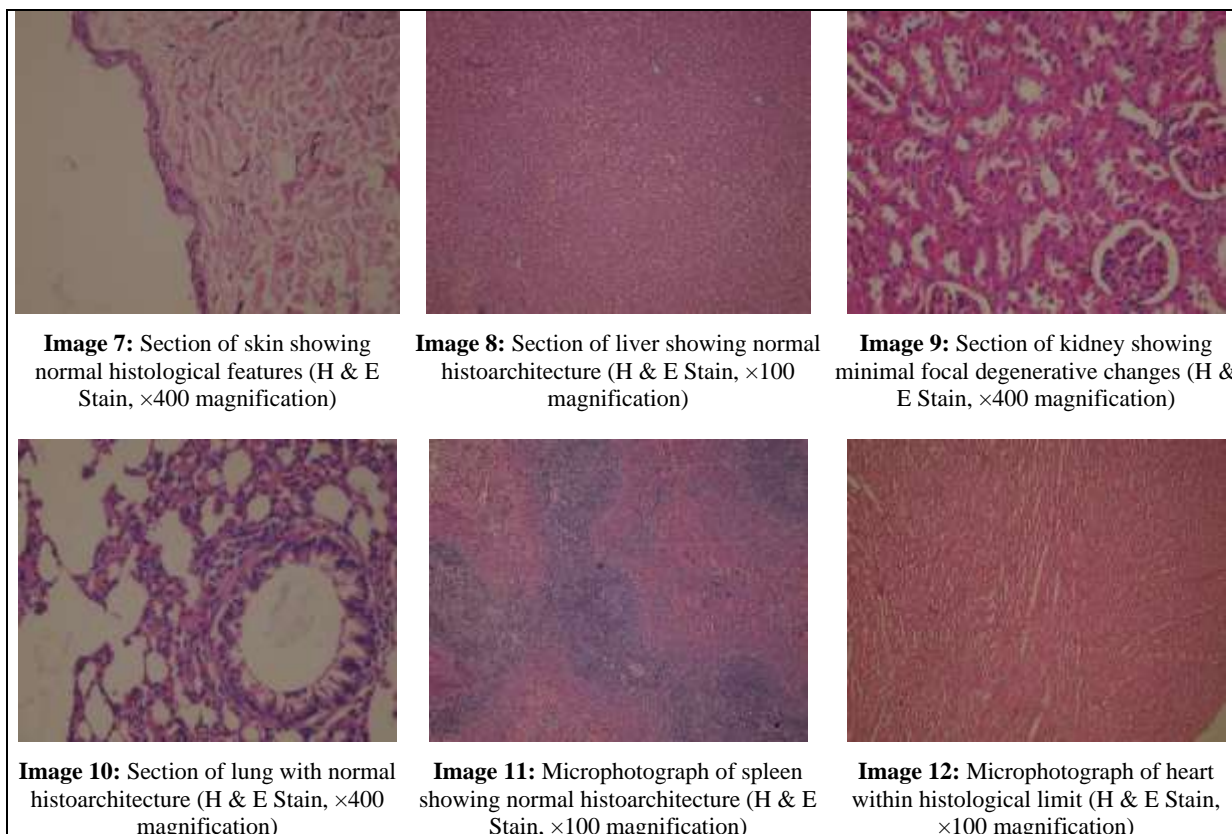 Image 7: Section of skin showing
normal histological features (H & E
Stain, ×400 magnification)
Image 8: Section of liver showing normal
histoarchitecture (H & E Stain, ×100
magnification)
Image 9: Section of kidney showing
minimal focal degenerative changes (H &
E Stain, ×400 magnification)
Image 10: Section of lung with normal
histoarchitecture (H & E Stain, ×400
magnification)
Image 11: Microphotograph of spleen
showing normal histoarchitecture (H & E
Stain, ×100 magnification)
Image 12: Microphotograph of heart
within histological limit (H & E Stain,
×100 magnification)